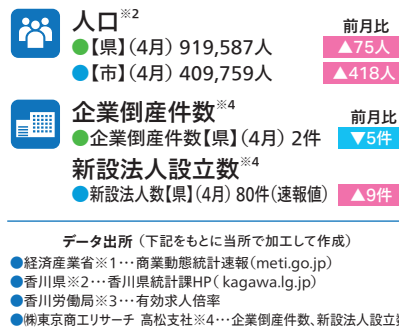 人口※2
前月比
●【県】(4月) 919,587人 ▲75人
●【市】(4月) 409,759人 ▲418人
企業倒産件数※4
前月比
●企業倒産件数【県】(4月) 2件 ▼5件
新設法人設立数※4
●新設法人数【県】(4月) 80件(速報値) ▲9件
データ出所(下記をもとに当所で加工して作成)
●経済産業省※1…商業動態統計速報(meti.go.jp)
●香川県※2…香川県統計課HP( kagawa.lg.jp)
●香川労働局※3…有効求人倍率
●㈱東京商工リサーチ 高松支社※4…企業倒産件数、新設法人設立数